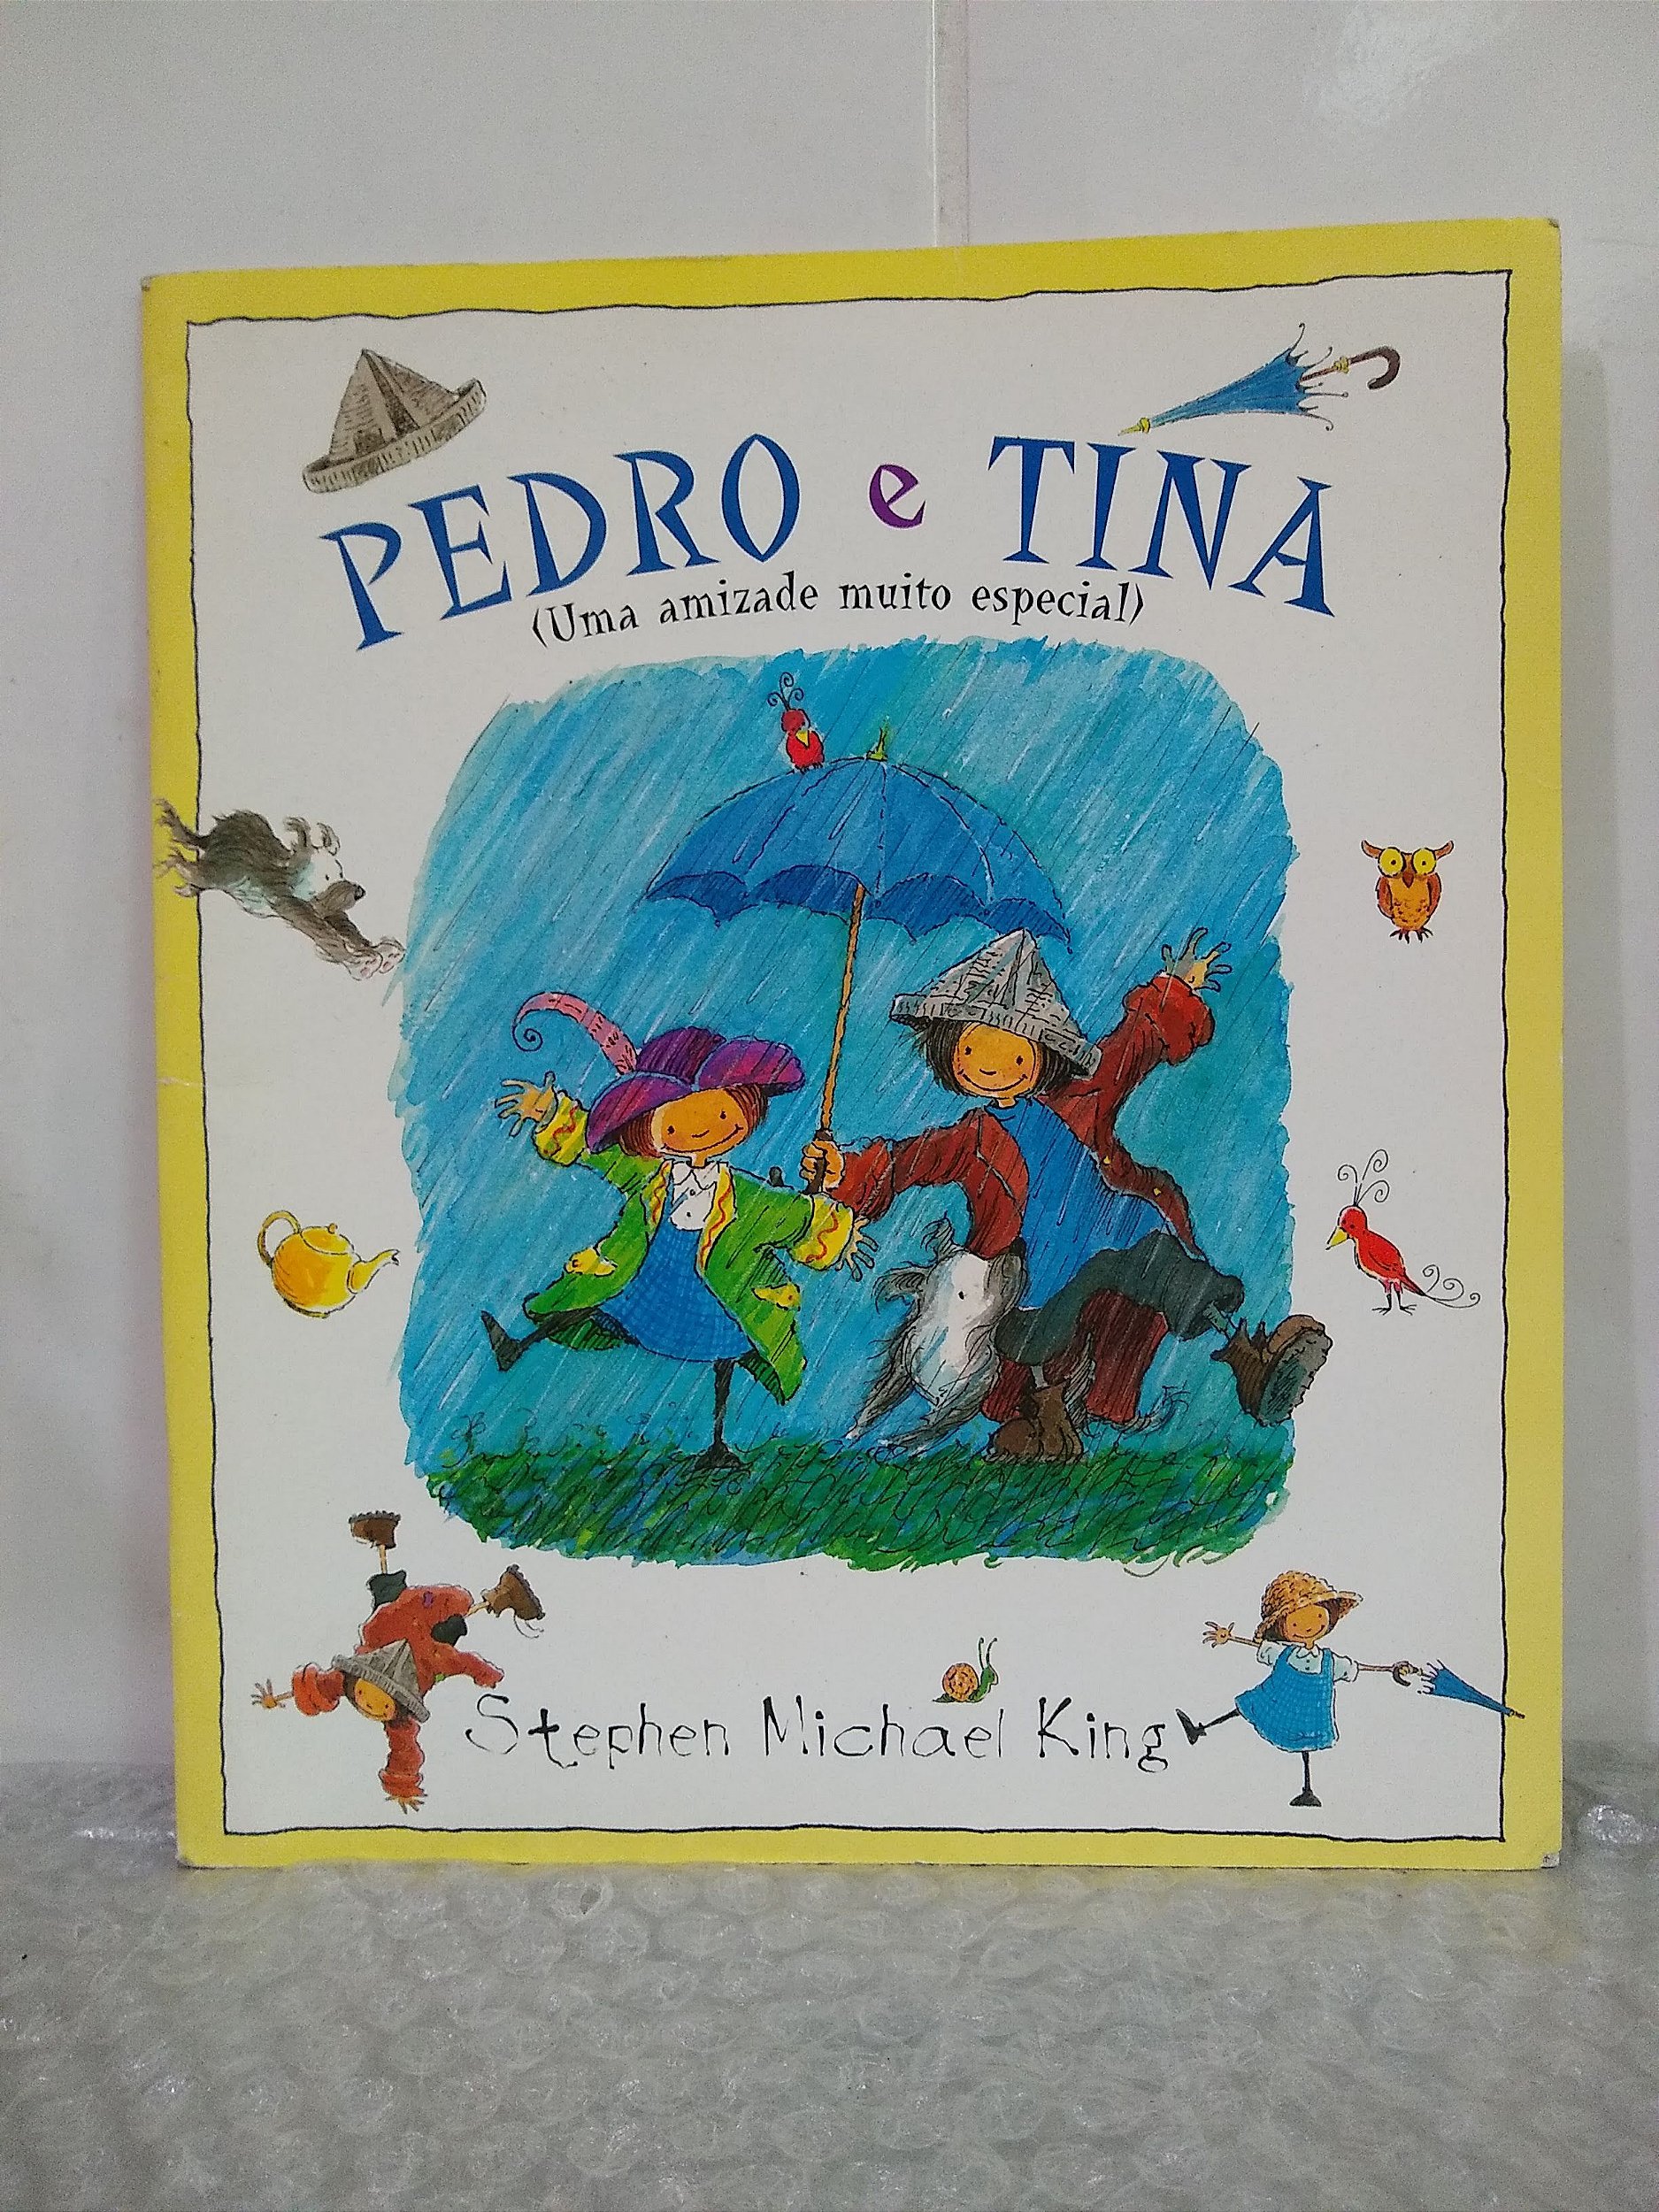 PEDRO e TINA
(Uma amizade muito especial)
Stephen Michael King